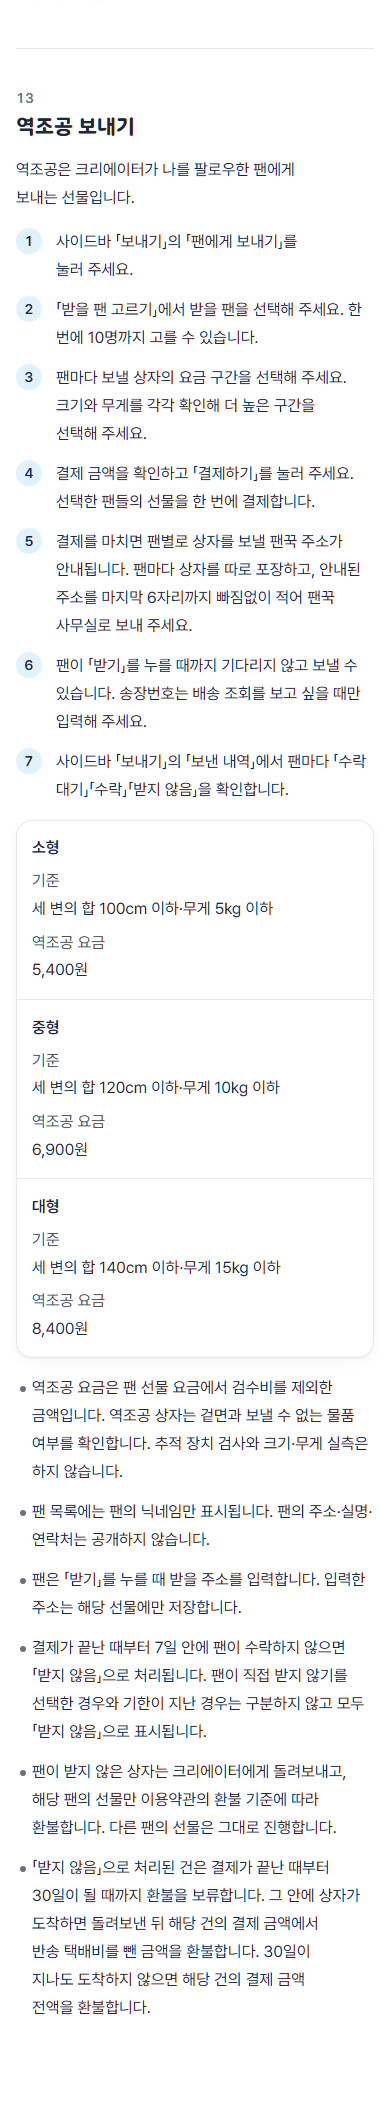 13
역조공 보내기
역조공은 크리에이터가 나를 팔로우한 팬에게
보내는 선물입니다.
1 사이드바 「보내기」의 「팬에게 보내기」를
눌러 주세요.
2 「받을 팬 고르기」에서 받을 팬을 선택해 주세요. 한
번에 10명까지 고를 수 있습니다.
3 팬마다 보낼 상자의 요금 구간을 선택해 주세요.
크기와 무게를 각각 확인해 더 높은 구간을
선택해 주세요.
4 결제 금액을 확인하고 「결제하기」를 눌러 주세요.
선택한 팬들의 선물을 한 번에 결제합니다.
5 결제를 마치면 팬별로 상자를 보낼 팬꾹 주소가
안내됩니다. 팬마다 상자를 따로 포장하고, 안내된
주소를 마지막 6자리까지 빠짐없이 적어 팬꾹
사무실로 보내 주세요.
6 팬이 「받기」를 누를 때까지 기다리지 않고 보낼 수
있습니다. 송장번호는 배송 조회를 보고 싶을 때만
입력해 주세요.
7 사이드바 「보내기」의 「보낸 내역」에서 팬마다 「수락
대기」「수락」「받지 않음」을 확인합니다.
소형
기준
세 변의 합 100cm 이하·무게 5kg 이하
역조공 요금
5,400원
중형
기준
세 변의 합 120cm 이하·무게 10kg 이하
역조공 요금
6,900원
대형
기준
세 변의 합 140cm 이하·무게 15kg 이하
역조공 요금
8,400원
• 역조공 요금은 팬 선물 요금에서 검수비를 제외한
금액입니다. 역조공 상자는 겉면과 보낼 수 없는 물품
여부를 확인합니다. 추적 장치 검사와 크기·무게 실측은
하지 않습니다.
• 팬 목록에는 팬의 닉네임만 표시됩니다. 팬의 주소·실명·
연락처는 공개하지 않습니다.
• 팬은 「받기」를 누를 때 받을 주소를 입력합니다. 입력한
주소는 해당 선물에만 저장합니다.
• 결제가 끝난 때부터 7일 안에 팬이 수락하지 않으면
「받지 않음」으로 처리됩니다. 팬이 직접 받지 않기를
선택한 경우와 기한이 지난 경우는 구분하지 않고 모두
「받지 않음」으로 표시됩니다.
• 팬이 받지 않은 상자는 크리에이터에게 돌려보내고,
해당 팬의 선물만 이용약관의 환불 기준에 따라
환불합니다. 다른 팬의 선물은 그대로 진행합니다.
• 「받지 않음」으로 처리된 건은 결제가 끝난 때부터
30일이 될 때까지 환불을 보류합니다. 그 안에 상자가
도착하면 돌려보낸 뒤 해당 건의 결제 금액에서
반송 택배비를 뺀 금액을 환불합니다. 30일이
지나도 도착하지 않으면 해당 건의 결제 금액
전액을 환불합니다.